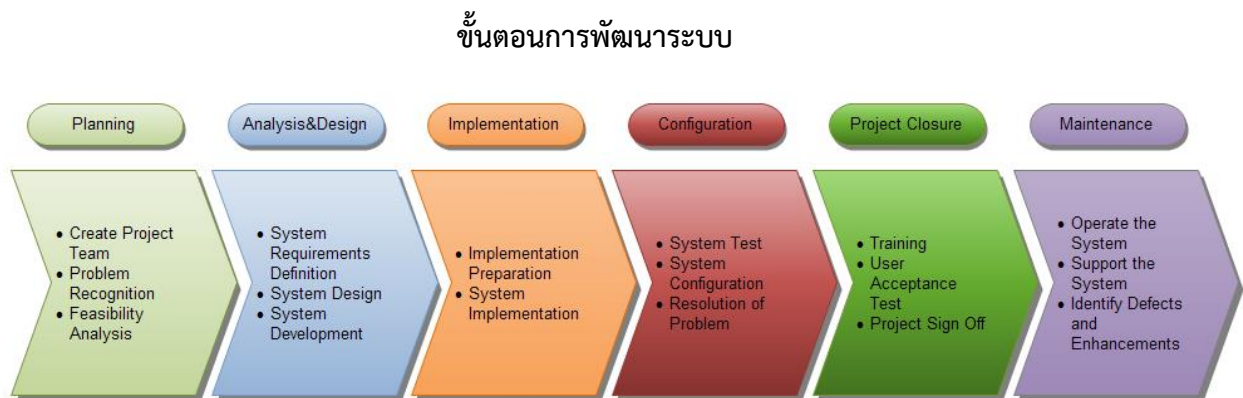 ขั้นตอนการพัฒนาระบบ
Planning
Analysis&Design
Implementation
Configuration
Project Closure
Maintenance
• Create Project
Team
• Problem
Recognition
• Feasibility
Analysis
• System
Requirements
Definition
• System Design
• System
Development
• Implementation
Preparation
• System
Implementation
• System Test
• System
Configuration
• Resolution of
Problem
• Training
• User
Acceptance
Test
• Project Sign Off
• Operate the
System
• Support the
System
• Identify Defects
and
Enhancements